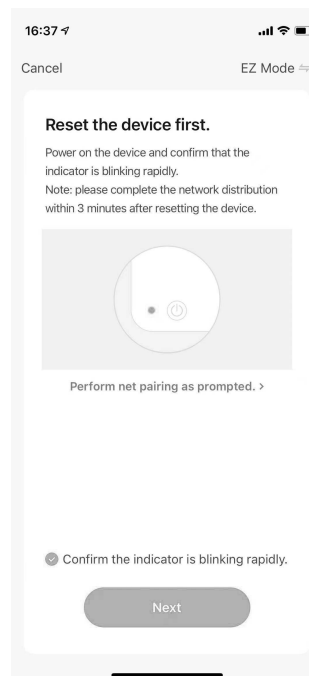 16:37
Cancel
EZ Mode
Reset the device first.
Power on the device and confirm that the
indicator is blinking rapidly.
Note: please complete the network distribution
within 3 minutes after resetting the device.
Perform net pairing as prompted. >
Confirm the indicator is blinking rapidly.
Next